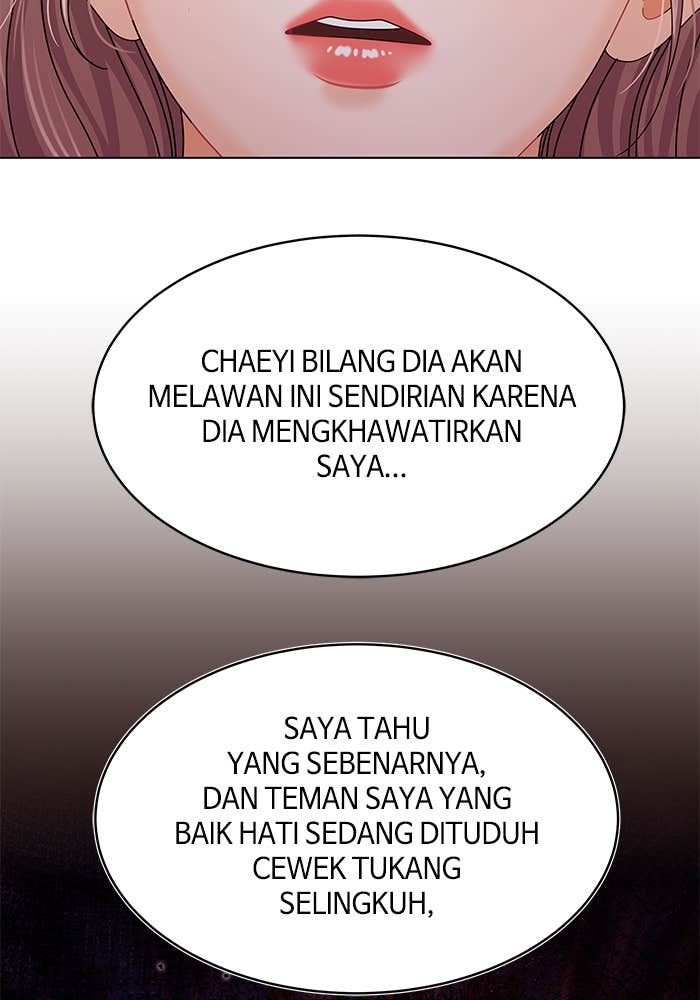 CHAEYI BILANG DIA AKAN
MELAWAN INI SENDIRIAN KARENA
DIA MENGKHAWATIRKAN
SAYA...
SAYA TAHU
YANG SEBENARNYA,
DAN TEMAN SAYA YANG
BAIK HATI SEDANG DITUDUH
CEWEK TUKANG
SELINGKUH,